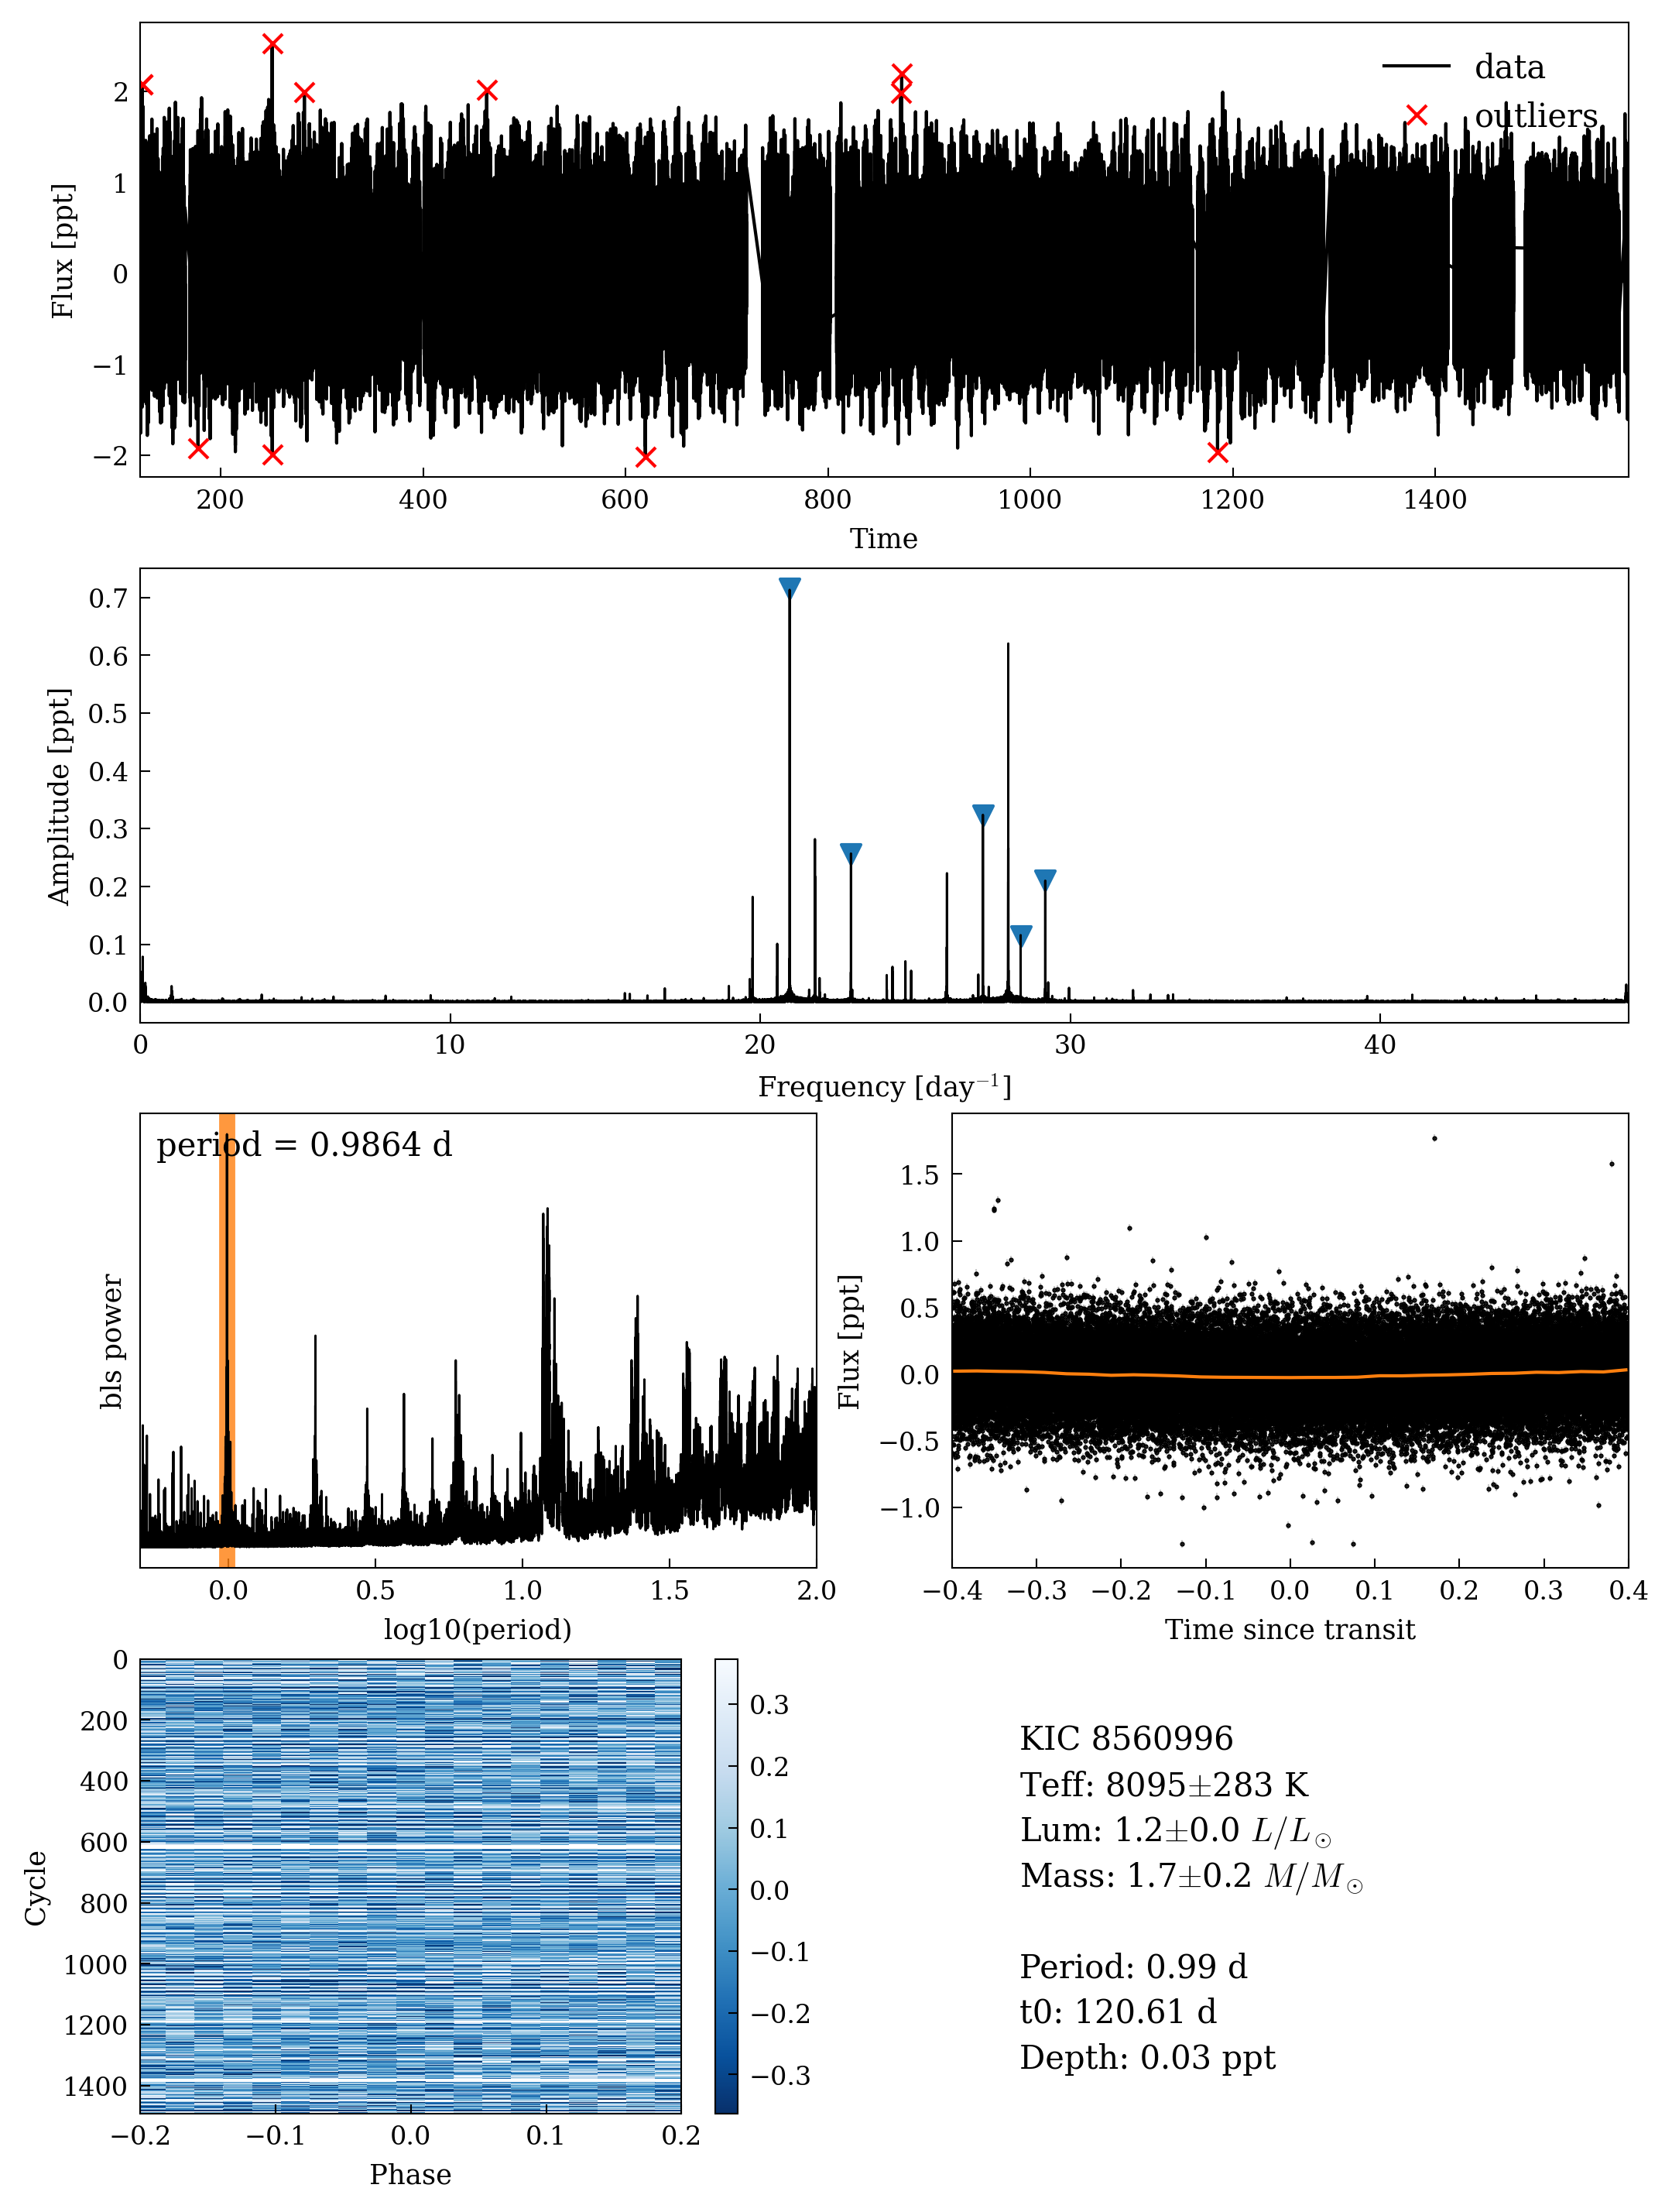 data
outliers
2
1
0
−1
−2
Flux [ppt]
200 400 600 800 1000 1200 1400
Time
0.7
0.6
0.5
0.4
0.3
0.2
0.1
0.0
Amplitude [ppt]
0 10 20 30 40
Frequency [day⁻¹]
period = 0.9864 d
bls power
0.0 0.5 1.0 1.5 2.0
log10(period)
1.5
1.0
0.5
0.0
−0.5
−1.0
Flux [ppt]
−0.4 −0.3 −0.2 −0.1 0.0 0.1 0.2 0.3 0.4
Time since transit
0
200
400
600
800
1000
1200
1400
Cycle
−0.2 −0.1 0.0 0.1 0.2
Phase
0.3
0.2
0.1
0.0
−0.1
−0.2
−0.3
KIC 8560996
Teff: 8095±283 K
Lum: 1.2±0.0 L/L⊙
Mass: 1.7±0.2 M/M⊙
Period: 0.99 d
t0: 120.61 d
Depth: 0.03 ppt